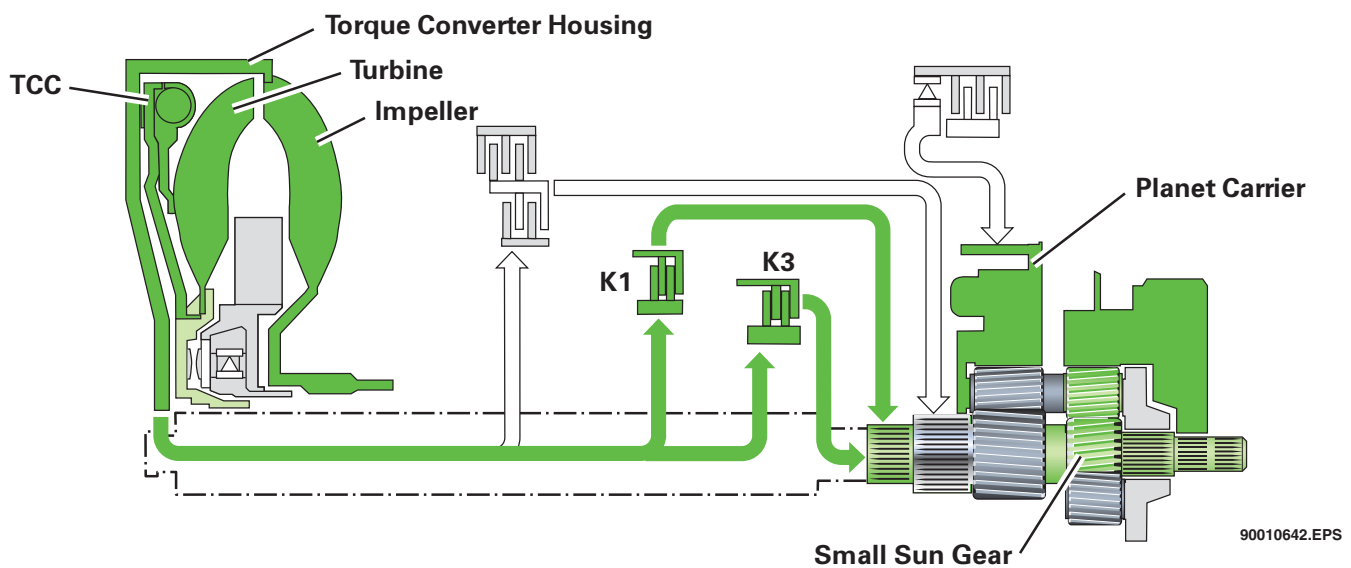 Torque Converter Housing
TCC
Turbine
Impeller
Planet Carrier
K1
K3
Small Sun Gear
90010642.EPS